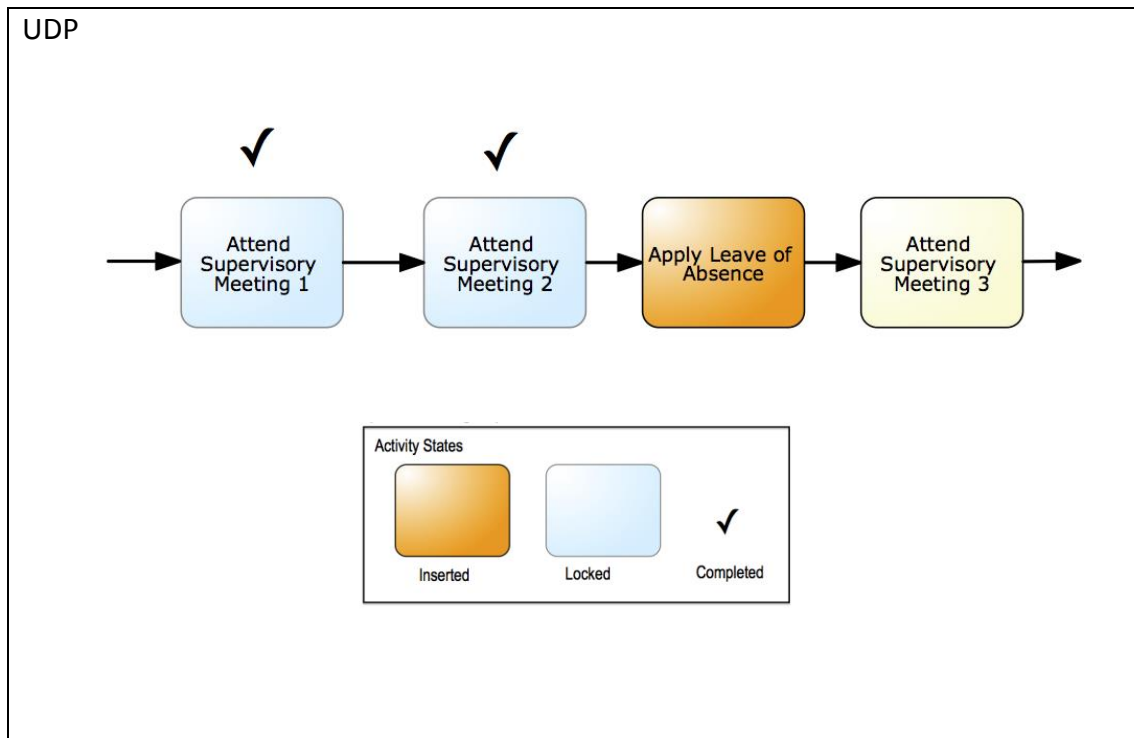 UDP
Attend
Supervisory
Meeting 1
Attend
Supervisory
Meeting 2
Apply Leave of
Absence
Attend
Supervisory
Meeting 3
Activity States
Inserted
Locked
Completed